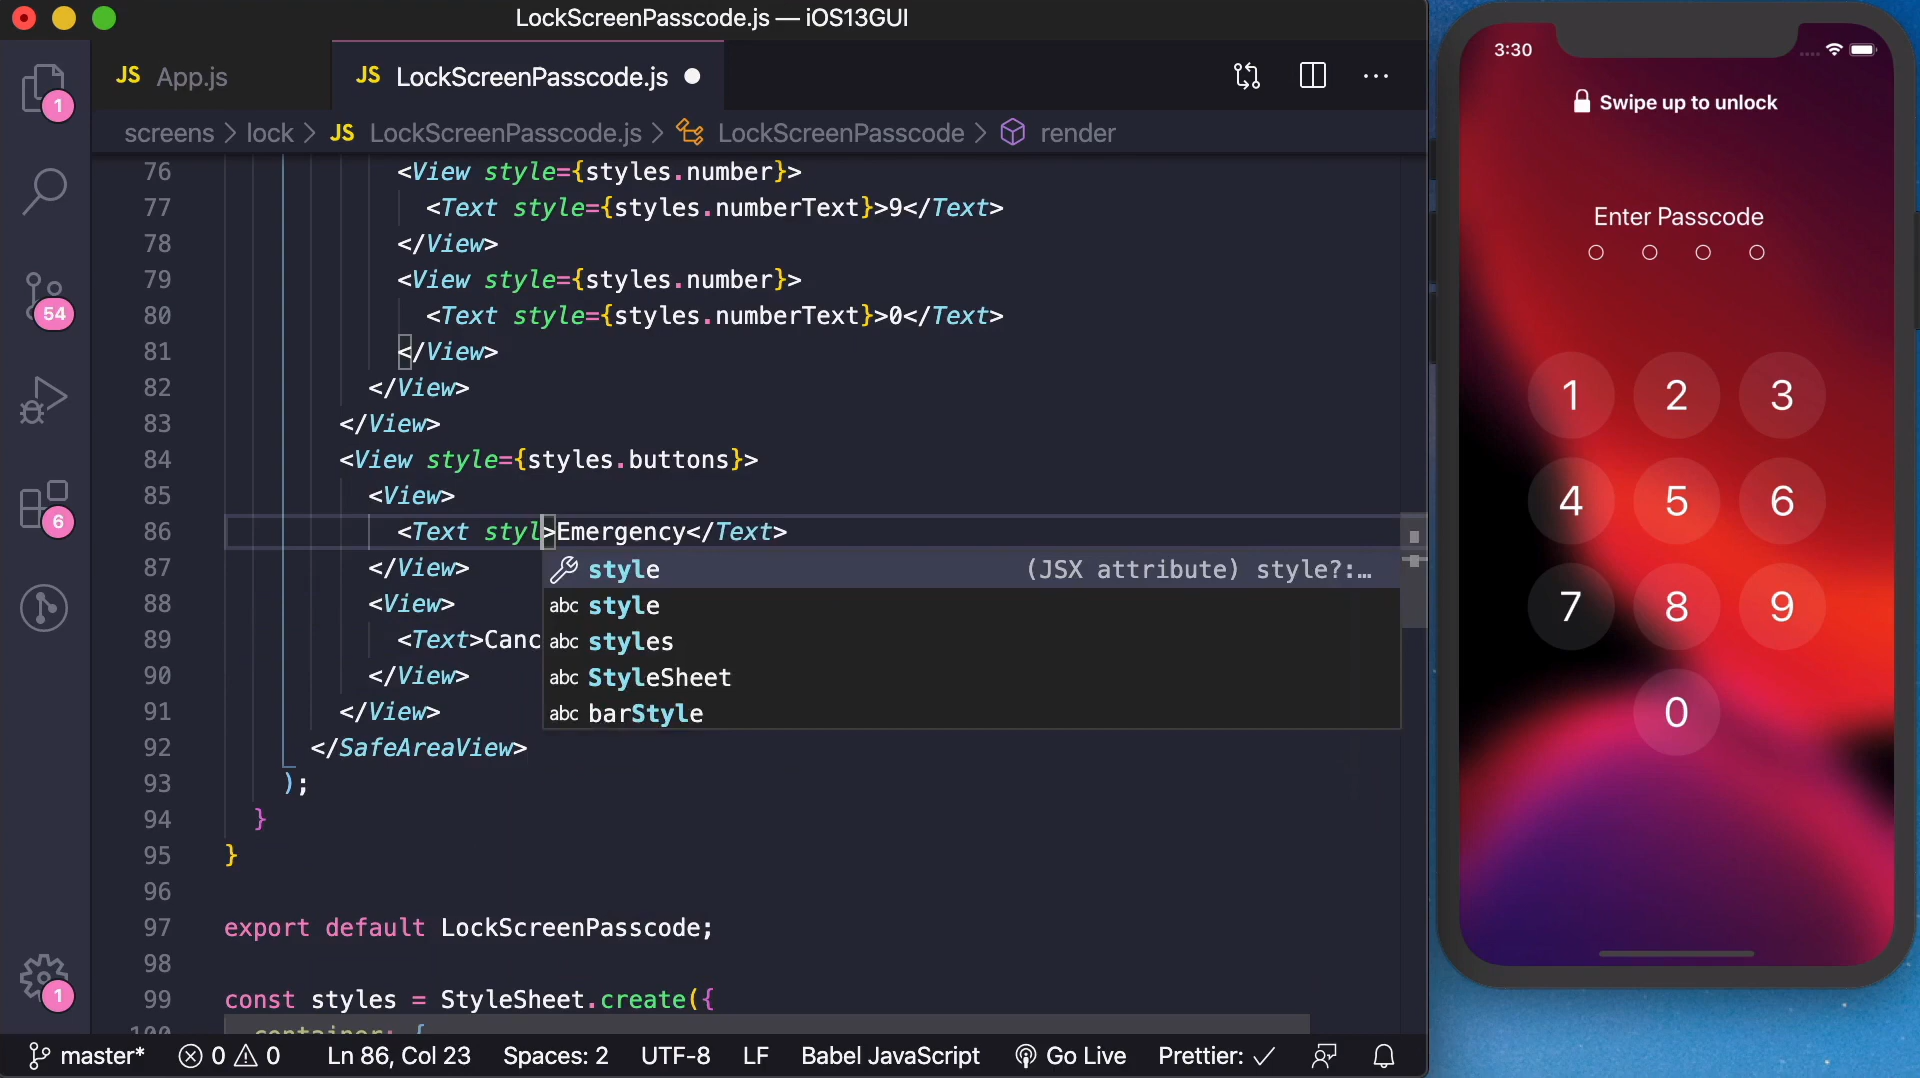 LockScreenPasscode.js — iOS13GUI
JS App.js
JS LockScreenPasscode.js
screens > lock > JS LockScreenPasscode.js > LockScreenPasscode > render
76 <View style={styles.number}>
77 <Text style={styles.numberText}>9</Text>
78 </View>
79 <View style={styles.number}>
80 <Text style={styles.numberText}>0</Text>
81 </View>
82 </View>
83 </View>
84 <View style={styles.buttons}>
85 <View>
86 <Text styl>Emergency</Text>
87 </View>
88 <View>
89 <Text>Canc
90 </View>
91 </View>
92 </SafeAreaView>
93 );
94 }
95 }
96
97 export default LockScreenPasscode;
98
99 const styles = StyleSheet.create({
100 container: {
style (JSX attribute) style?:…
abc style
abc styles
abc StyleSheet
abc barStyle
1
54
6
1
master* 0 0 Ln 86, Col 23 Spaces: 2 UTF-8 LF Babel JavaScript Go Live Prettier: ✓
3:30
Swipe up to unlock
Enter Passcode
1 2 3
4 5 6
7 8 9
0